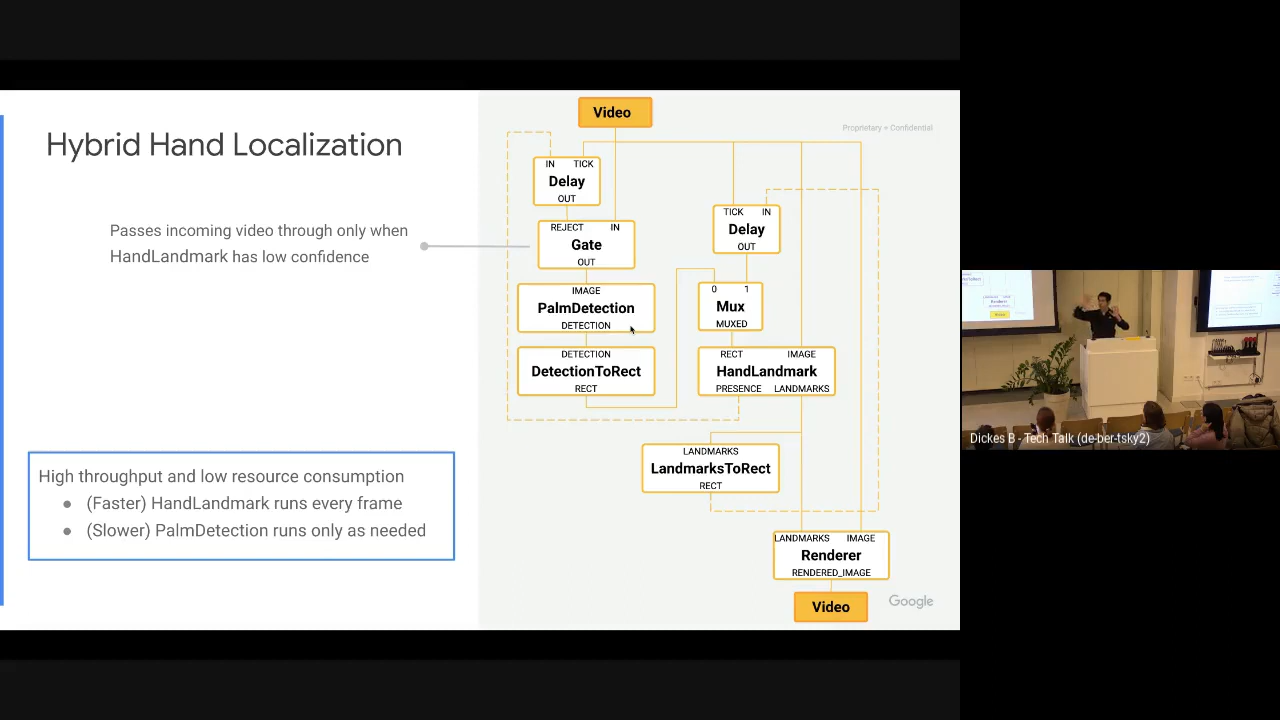 Hybrid Hand Localization
Passes incoming video through only when
HandLandmark has low confidence
High throughput and low resource consumption
● (Faster) HandLandmark runs every frame
● (Slower) PalmDetection runs only as needed
Video
Proprietary + Confidential
IN TICK
Delay
OUT
REJECT IN
Gate
OUT
IMAGE
PalmDetection
DETECTION
DETECTION
DetectionToRect
RECT
TICK IN
Delay
OUT
0 1
Mux
MUXED
RECT IMAGE
HandLandmark
PRESENCE LANDMARKS
LANDMARKS
LandmarksToRect
RECT
LANDMARKS IMAGE
Renderer
RENDERED_IMAGE
Video
Google
Dickes B - Tech Talk (de-ber-tsky2)